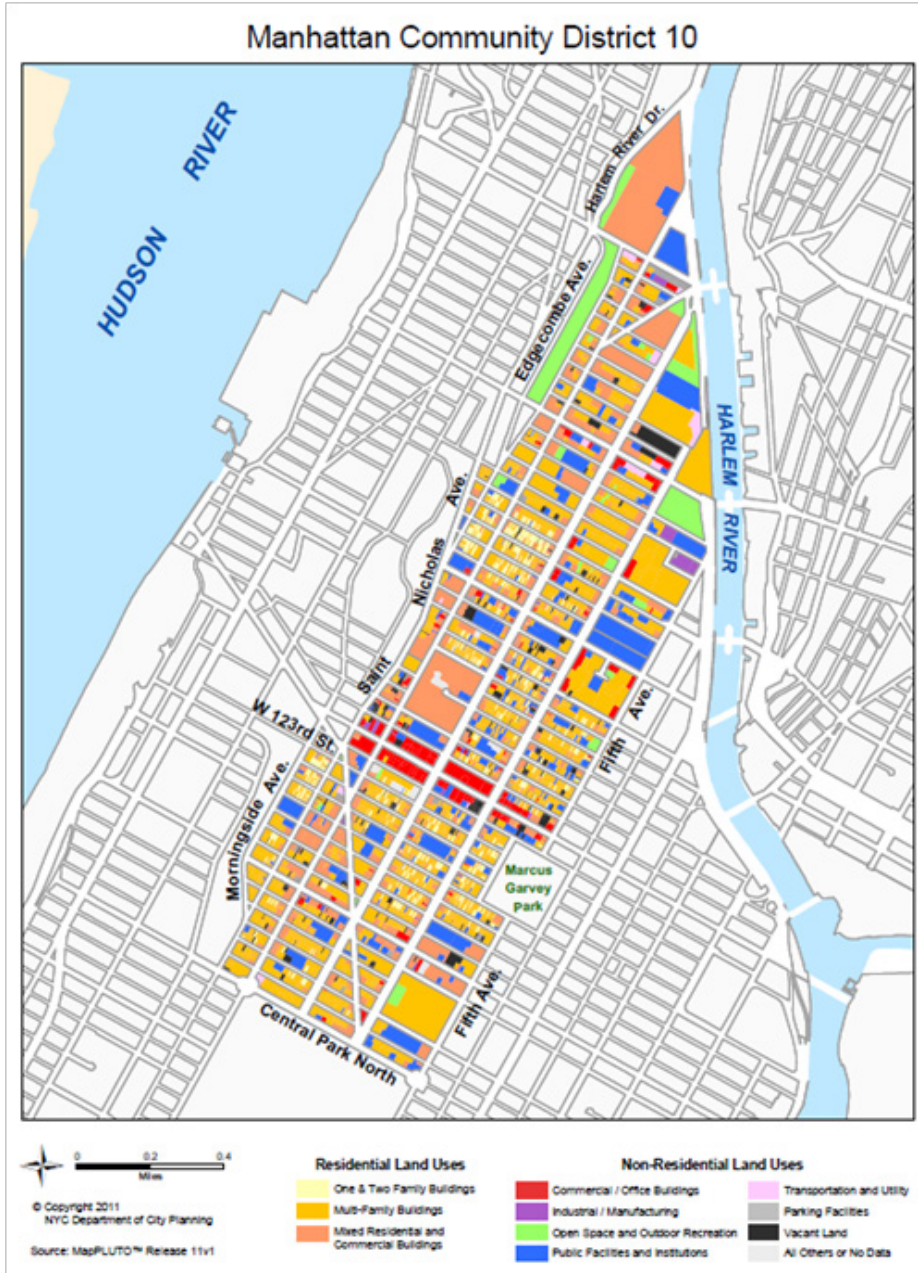 Manhattan Community District 10
HUDSON RIVER
Harlem River Dr.
Edgecombe Ave.
HARLEM RIVER
Saint Nicholas Ave.
W 123rd St.
Morningside Ave.
Fifth Ave.
Marcus
Garvey
Park
Fifth Ave.
Central Park North
0 0.2 0.4
Miles
© Copyright 2011
NYC Department of City Planning
Source: MapPLUTO™ Release 11v1
Residential Land Uses
One & Two Family Buildings
Multi-Family Buildings
Mixed Residential and
Commercial Buildings
Non-Residential Land Uses
Commercial / Office Buildings
Industrial / Manufacturing
Open Space and Outdoor Recreation
Public Facilities and Institutions
Transportation and Utility
Parking Facilities
Vacant Land
All Others or No Data